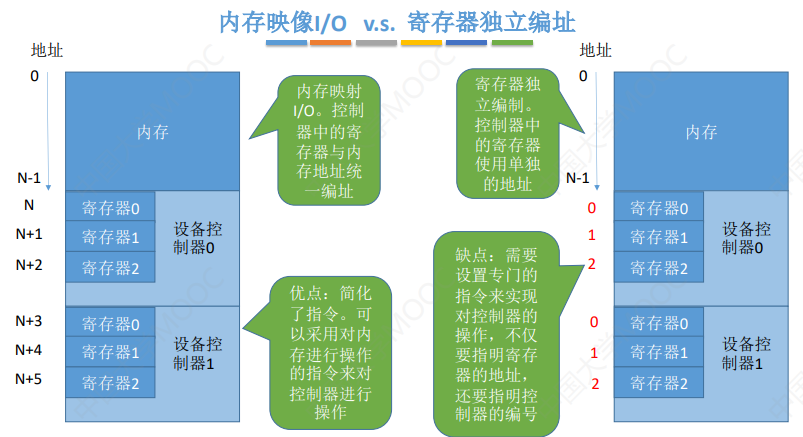 内存映像I/O v.s. 寄存器独立编址
地址
0
内存
N-1
N
寄存器0
N+1
寄存器1
N+2
寄存器2
设备控
制器0
N+3
寄存器0
N+4
寄存器1
N+5
寄存器2
设备控
制器1
内存映射
I/O。控制
器中的寄
存器与内
存地址统
一编址
优点：简化
了指令。可
以采用对内
存进行操作
的指令来对
控制器进行
操作
寄存器独
立编制。
控制器中
的寄存器
使用单独
的地址
缺点：需要
设置专门的
指令来实现
对控制器的
操作，不仅
要指明寄存
器的地址，
还要指明控
制器的编号
地址
0
内存
N-1
0
寄存器0
1
寄存器1
2
寄存器2
设备控
制器0
0
寄存器0
1
寄存器1
2
寄存器2
设备控
制器1